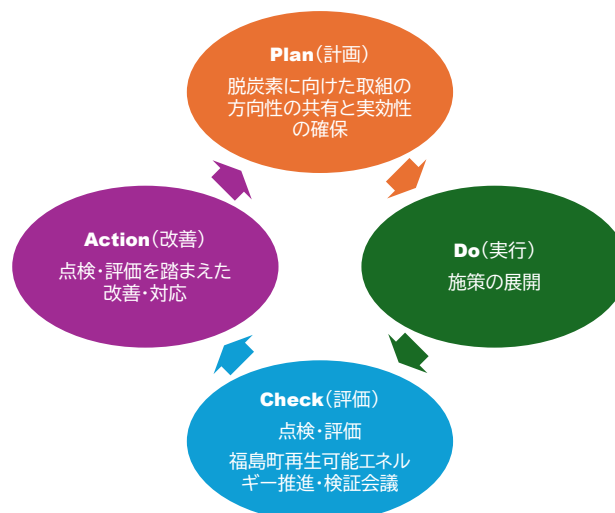 Plan(計画)
脱炭素に向けた取組の
方向性の共有と実効性
の確保
Action(改善)
点検・評価を踏まえた
改善・対応
Do(実行)
施策の展開
Check(評価)
点検・評価
福島町再生可能エネル
ギー推進・検証会議